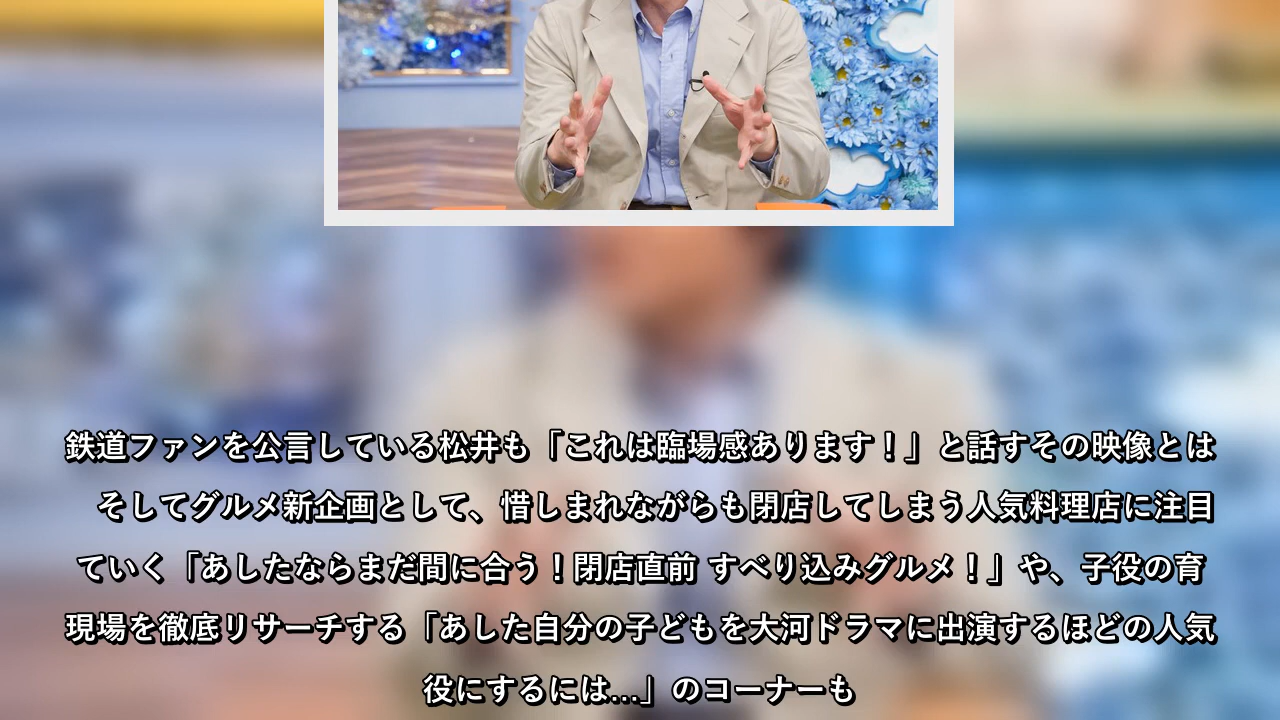 鉄道ファンを公言している松井も「これは臨場感あります！」と話すその映像とは
そしてグルメ新企画として、惜しまれながらも閉店してしまう人気料理店に注目
ていく「あしたならまだ間に合う！閉店直前 すべり込みグルメ！」や、子役の育
現場を徹底リサーチする「あした自分の子どもを大河ドラマに出演するほどの人気
役にするには…」のコーナーも